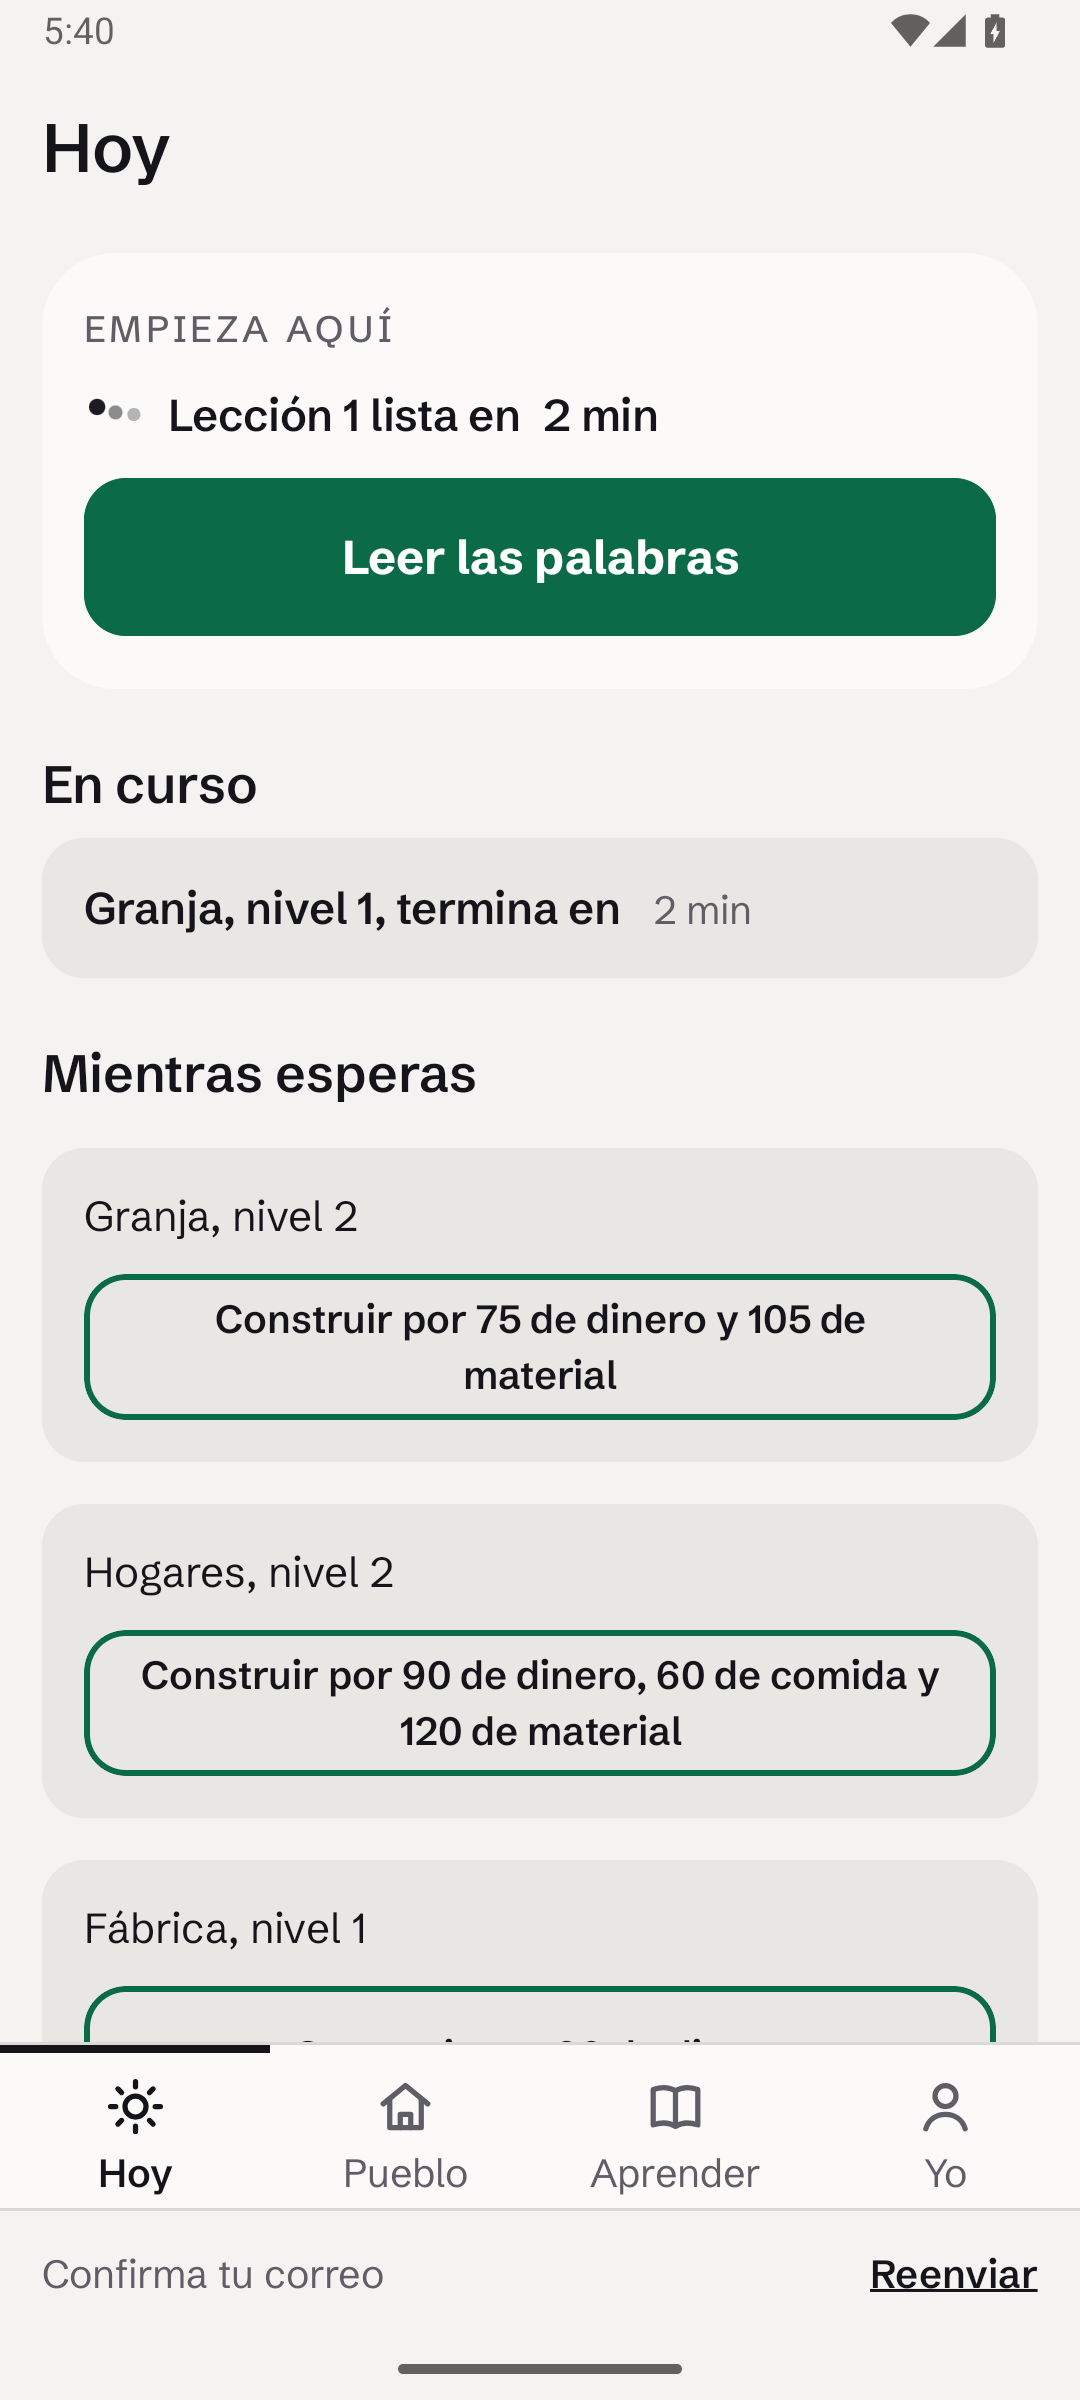 5:40
Hoy
EMPIEZA AQUÍ
Lección 1 lista en 2 min
Leer las palabras
En curso
Granja, nivel 1, termina en 2 min
Mientras esperas
Granja, nivel 2
Construir por 75 de dinero y 105 de
material
Hogares, nivel 2
Construir por 90 de dinero, 60 de comida y
120 de material
Fábrica, nivel 1
Hoy
Pueblo
Aprender
Yo
Confirma tu correo
Reenviar